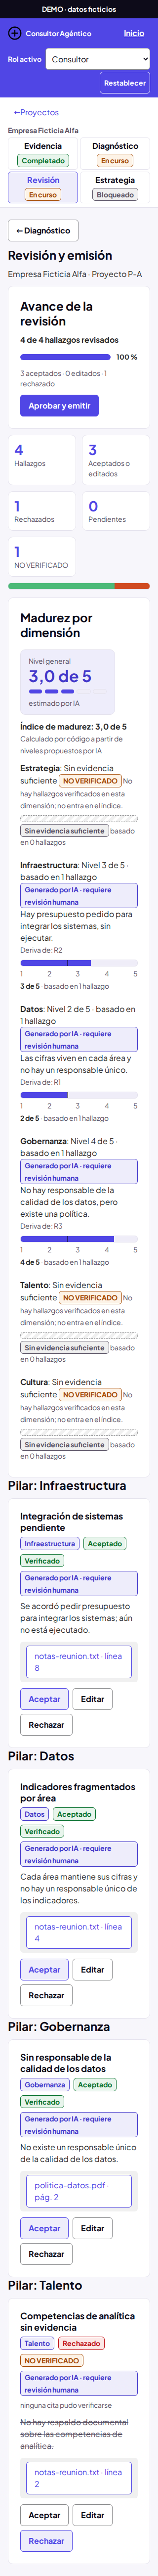 DEMO · datos ficticios
Consultor Agéntico
Inicio
Rol activo
Consultor
Restablecer
←Proyectos
Empresa Ficticia Alfa
Evidencia
Completado
Diagnóstico
En curso
Revisión
En curso
Estrategia
Bloqueado
← Diagnóstico
Revisión y emisión
Empresa Ficticia Alfa · Proyecto P-A
Avance de la
revisión
4 de 4 hallazgos revisados
100 %
3 aceptados · 0 editados · 1
rechazado
Aprobar y emitir
4
Hallazgos
3
Aceptados o
editados
1
Rechazados
0
Pendientes
1
NO VERIFICADO
Madurez por
dimensión
Nivel general
3,0 de 5
estimado por IA
Índice de madurez: 3,0 de 5
Calculado por código a partir de
niveles propuestos por IA
Estrategia: Sin evidencia
suficiente NO VERIFICADO No
hay hallazgos verificados en esta
dimensión; no entra en el índice.
Sin evidencia suficiente basado
en 0 hallazgos
Infraestructura: Nivel 3 de 5 ·
basado en 1 hallazgo
Generado por IA · requiere
revisión humana
Hay presupuesto pedido para
integrar los sistemas, sin
ejecutar.
Deriva de: R2
1 2 3 4 5
3 de 5 · basado en 1 hallazgo
Datos: Nivel 2 de 5 · basado en
1 hallazgo
Generado por IA · requiere
revisión humana
Las cifras viven en cada área y
no hay un responsable único.
Deriva de: R1
1 2 3 4 5
2 de 5 · basado en 1 hallazgo
Gobernanza: Nivel 4 de 5 ·
basado en 1 hallazgo
Generado por IA · requiere
revisión humana
No hay responsable de la
calidad de los datos, pero
existe una política.
Deriva de: R3
1 2 3 4 5
4 de 5 · basado en 1 hallazgo
Talento: Sin evidencia
suficiente NO VERIFICADO No
hay hallazgos verificados en esta
dimensión; no entra en el índice.
Sin evidencia suficiente basado
en 0 hallazgos
Cultura: Sin evidencia
suficiente NO VERIFICADO No
hay hallazgos verificados en esta
dimensión; no entra en el índice.
Sin evidencia suficiente basado
en 0 hallazgos
Pilar: Infraestructura
Integración de sistemas
pendiente
Infraestructura Aceptado
Verificado
Generado por IA · requiere
revisión humana
Se acordó pedir presupuesto
para integrar los sistemas; aún
no está ejecutado.
notas-reunion.txt · línea
8
Aceptar Editar
Rechazar
Pilar: Datos
Indicadores fragmentados
por área
Datos Aceptado
Verificado
Generado por IA · requiere
revisión humana
Cada área mantiene sus cifras y
no hay un responsable único de
los indicadores.
notas-reunion.txt · línea
4
Aceptar Editar
Rechazar
Pilar: Gobernanza
Sin responsable de la
calidad de los datos
Gobernanza Aceptado
Verificado
Generado por IA · requiere
revisión humana
No existe un responsable único
de la calidad de los datos.
politica-datos.pdf ·
pág. 2
Aceptar Editar
Rechazar
Pilar: Talento
Competencias de analítica
sin evidencia
Talento Rechazado
NO VERIFICADO
Generado por IA · requiere
revisión humana
ninguna cita pudo verificarse
No hay respaldo documental
sobre las competencias de
analítica.
notas-reunion.txt · línea
2
Aceptar Editar
Rechazar